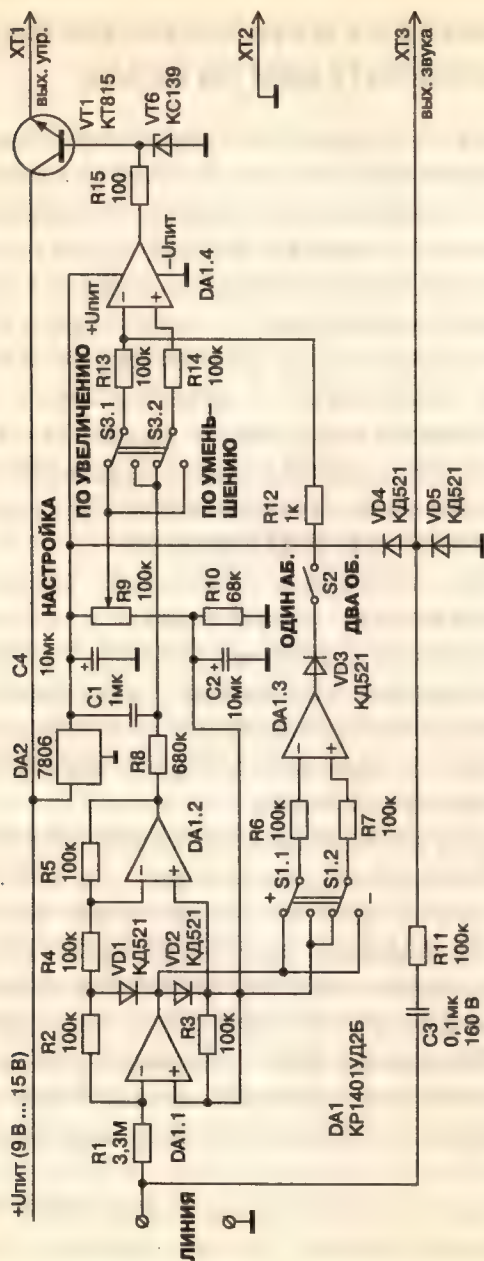 +Uпит (9 В ... 15 В)
ЛИНИЯ
R1
3,3М
DA1.1
R2
100к
R3
100к
R4
100к
R5
100к
VD1
КД521
VD2
КД521
DA1.2
DA2
7806
R8
680к
C4
10мк
C1
1мк
C2
10мк
НАСТРОЙКА
R9
100к
R10
68к
ПО УВЕЛИЧЕНИЮ
S3.1
S3.2
ПО УМЕНЬ–
ШЕНИЮ
R13
100к
R14
100к
+Uпит
–Uпит
DA1.4
R15
100
VT1
КТ815
VT6
КС139
XT1
вых. упр.
XT2
XT3
вых. звука
DA1
КР1401УД2Б
S1.1
S1.2
+
–
R6
100к
R7
100к
DA1.3
VD3
КД521
ОДИН АБ.
S2
ДВА ОБ.
R12
1к
VD4
КД521
VD5
КД521
C3
0,1мк
160 В
R11
100к